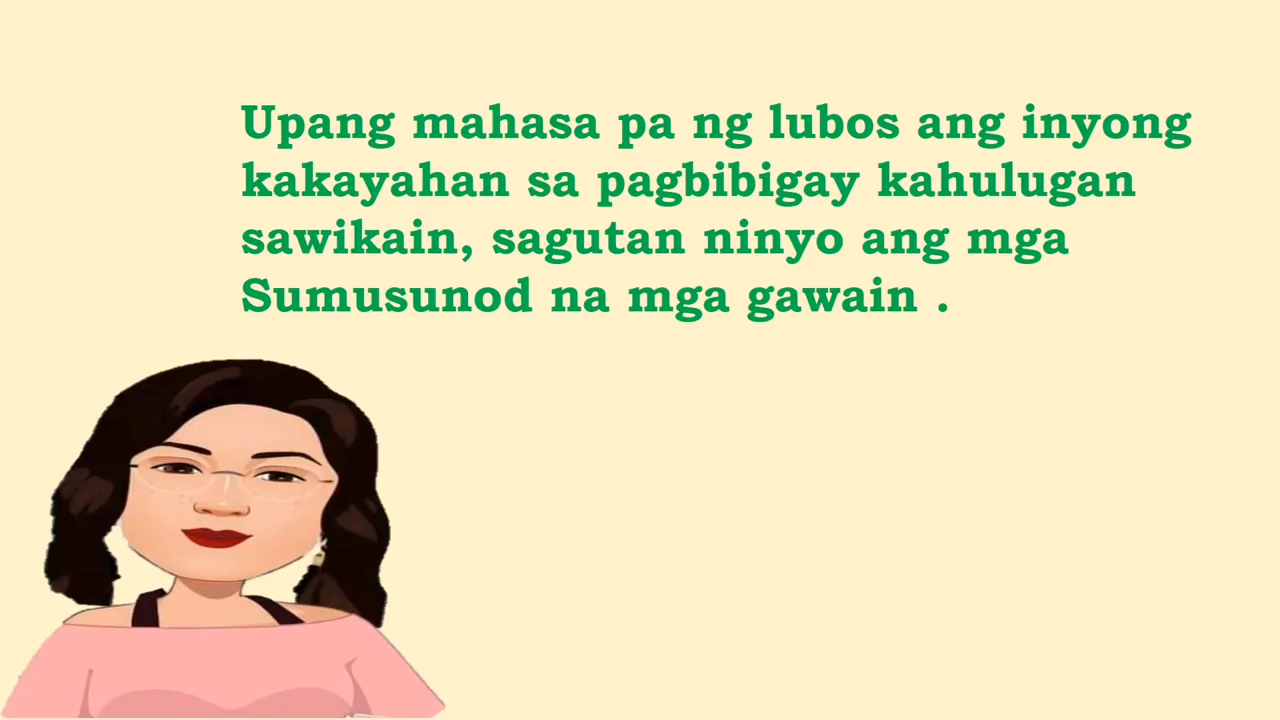 Upang mahasa pa ng lubos ang inyong
kakayahan sa pagbibigay kahulugan
sawikain, sagutan ninyo ang mga
Sumusunod na mga gawain .